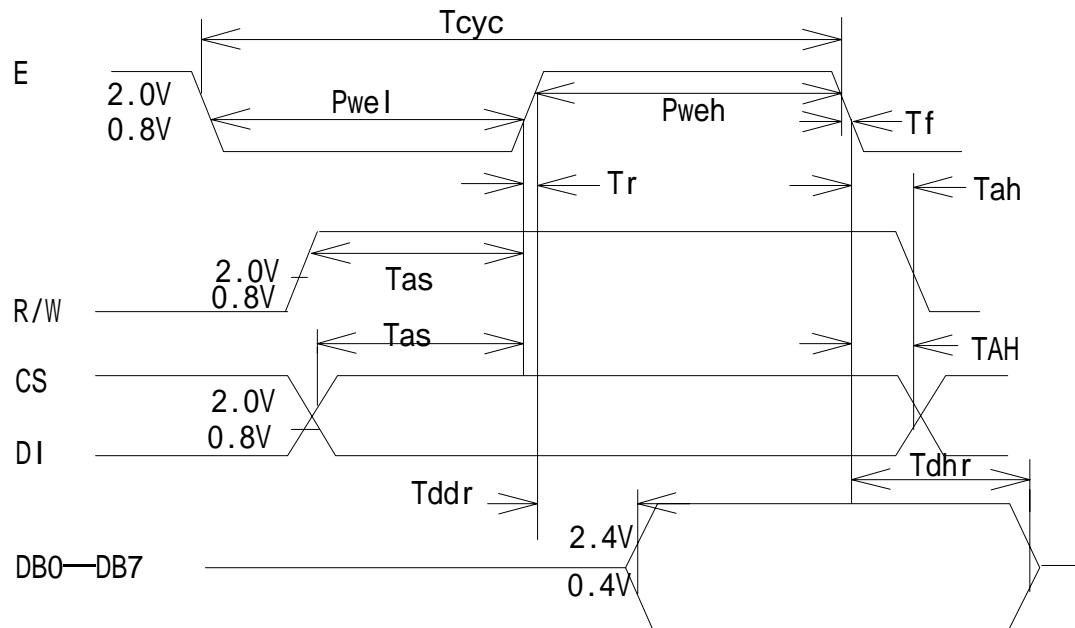 Tcyc
E
2.0V
0.8V
Pwel
Pweh
Tf
Tr
Tah
2.0V
0.8V
Tas
R/W
Tas
TAH
CS
2.0V
0.8V
DI
Tdhr
Tddr
2.4V
DB0—DB7
0.4V